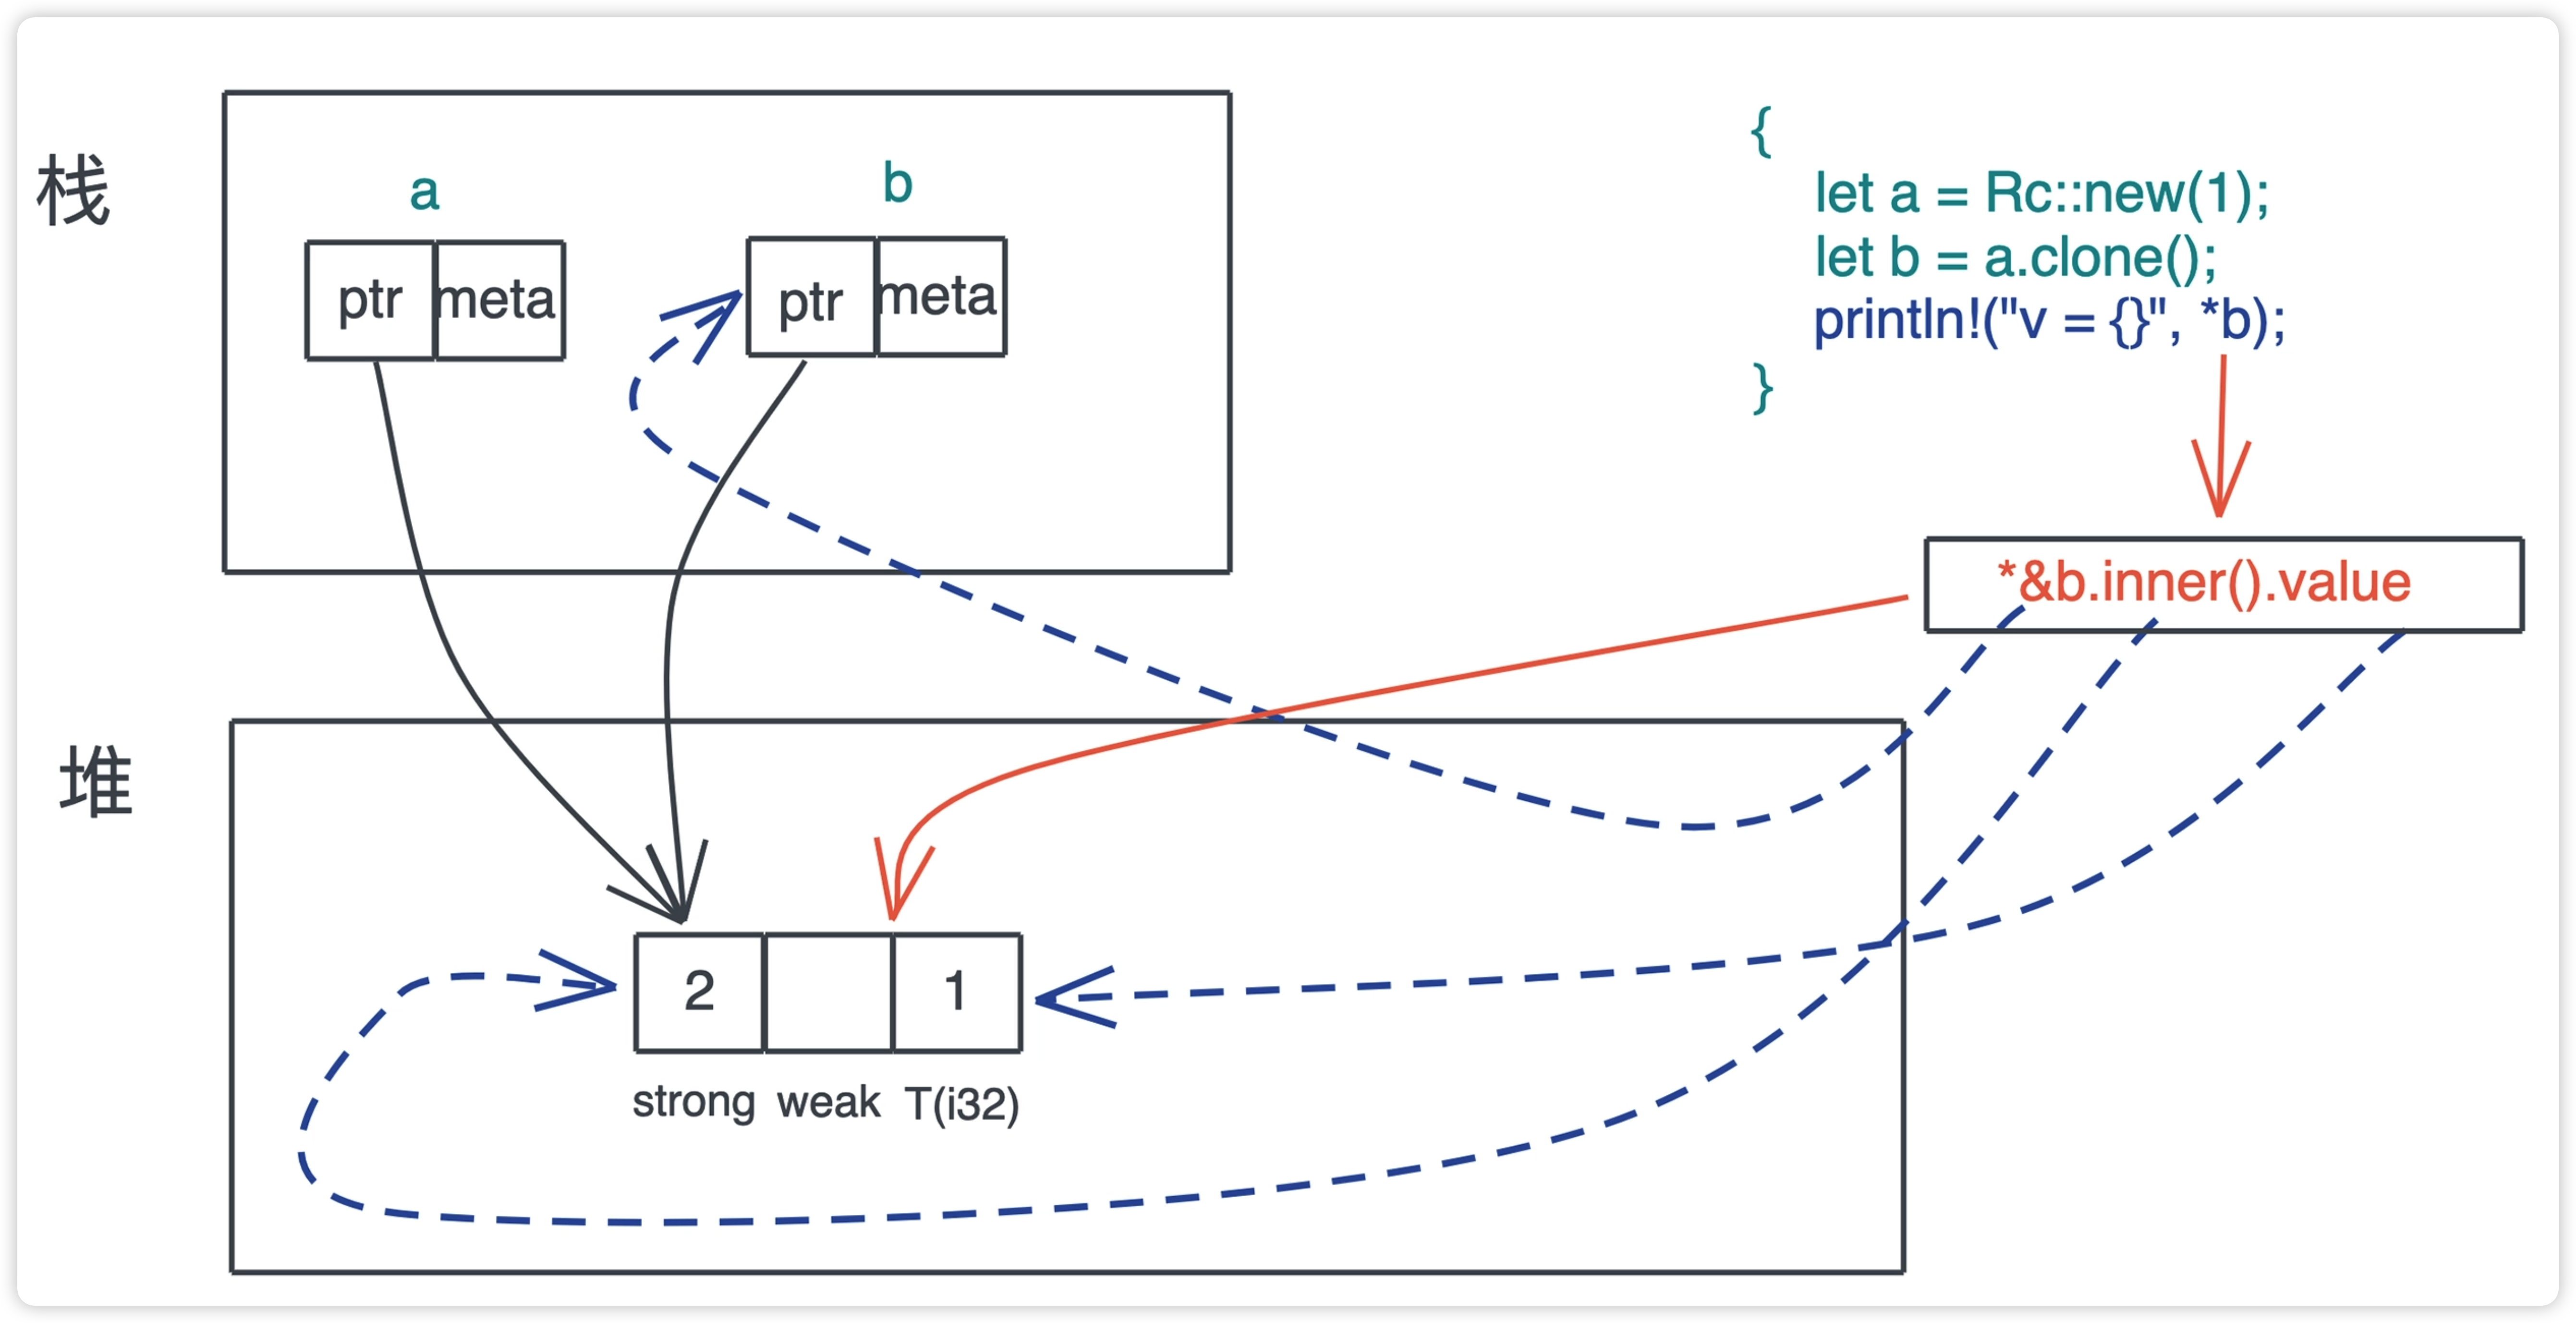 栈
a
b
ptr
meta
ptr
meta
{
let a = Rc::new(1);
let b = a.clone();
println!("v = {}", *b);
}
*&b.inner().value
堆
2
1
strong
weak
T(i32)